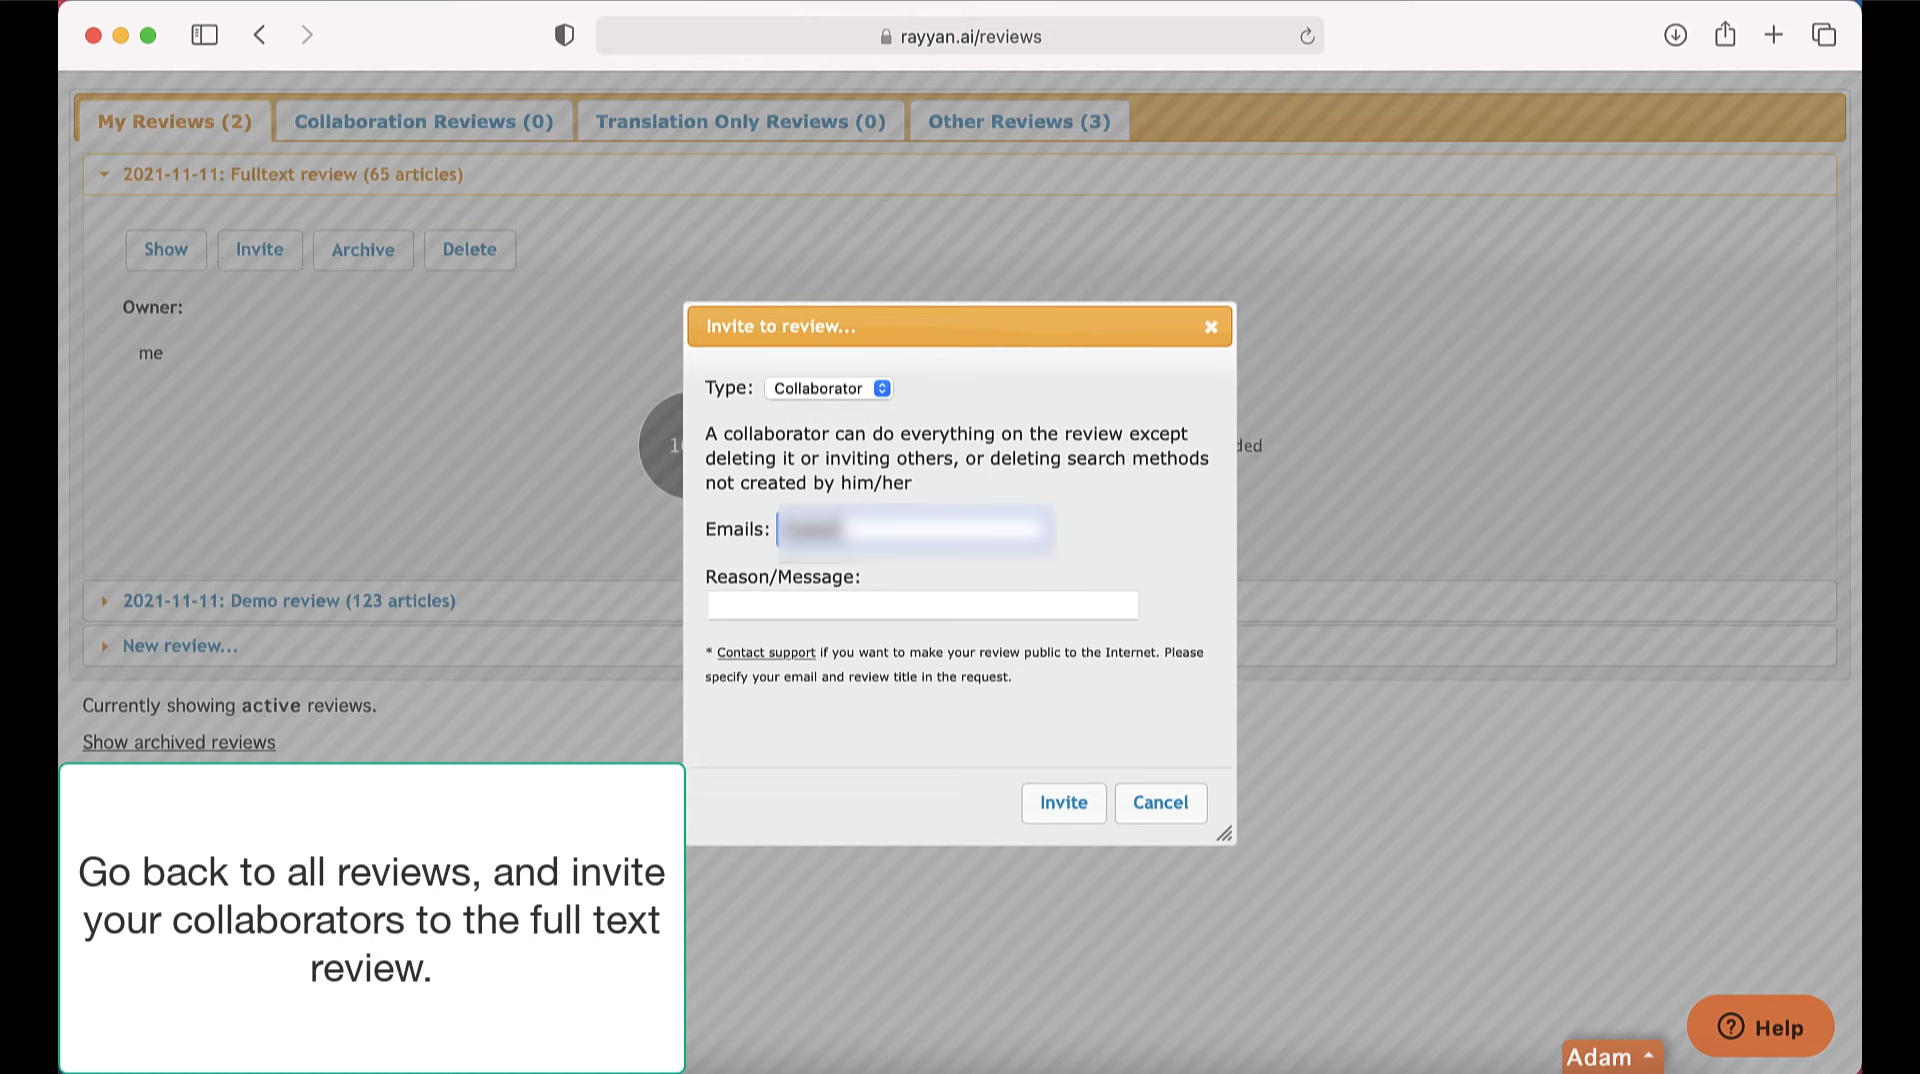 rayyan.ai/reviews
My Reviews (2)
Collaboration Reviews (0)
Translation Only Reviews (0)
Other Reviews (3)
2021-11-11: Fulltext review (65 articles)
Show
Invite
Archive
Delete
Owner:
me
Invite to review...
Type: Collaborator
A collaborator can do everything on the review except
deleting it or inviting others, or deleting search methods
not created by him/her
Emails:
Reason/Message:
* Contact support if you want to make your review public to the Internet. Please
specify your email and review title in the request.
Invite
Cancel
2021-11-11: Demo review (123 articles)
New review...
Currently showing active reviews.
Show archived reviews
Go back to all reviews, and invite
your collaborators to the full text
review.
Help
Adam